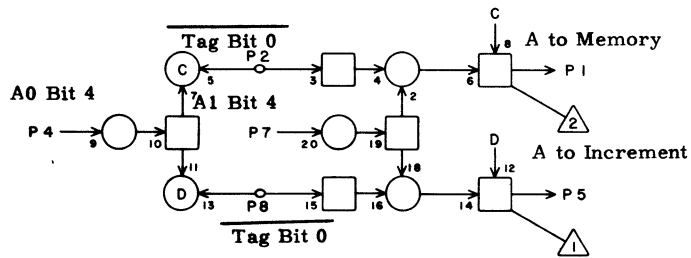 C
Tag Bit 0
A to Memory
P2
8
C
5
3
4
6
P1
2
A0 Bit 4
7
A1 Bit 4
2
P4
9
10
P7
20
19
D
A to Increment
11
18
12
D
13
P8
15
16
14
P5
Tag Bit 0
1